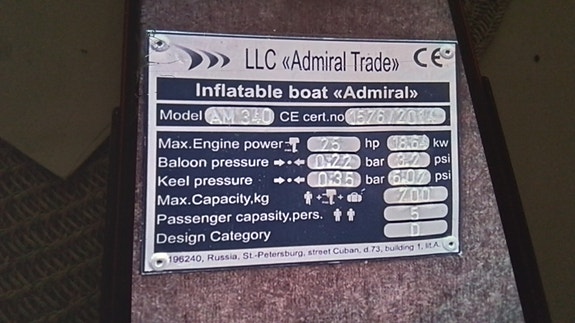 LLC «Admiral Trade» CE
Inflatable boat «Admiral»
Model AM 340 CE cert.no 1576/2014
Max.Engine power 25 hp 18.64 kw
Baloon pressure 0.22 bar 3.2 psi
Keel pressure 0.35 bar 5.07 psi
Max.Capacity,kg 700
Passenger capasity,pers. 5
Design Category D
196240, Russia, St.-Petersburg, street Cuban, d.73, building 1, lit.A.